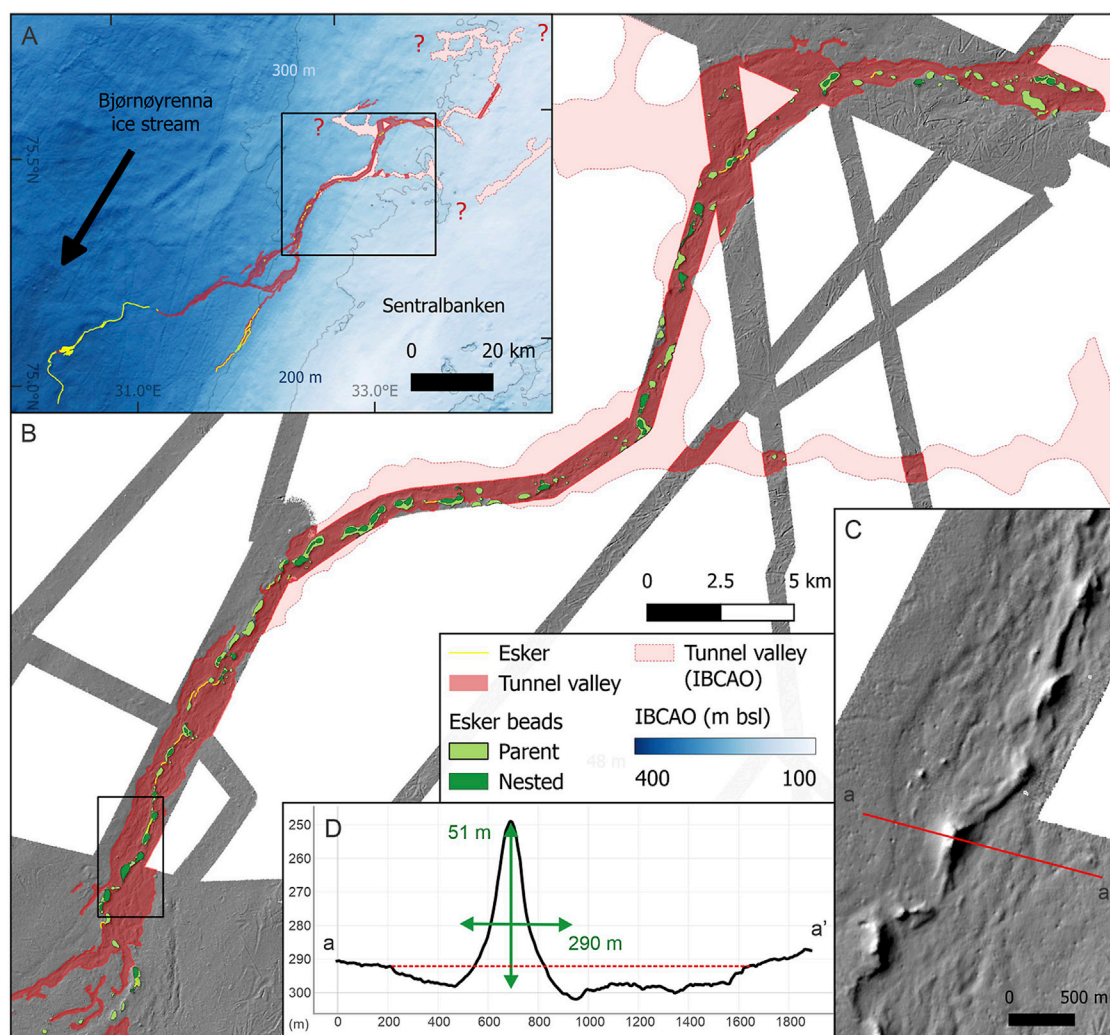 A
300 m
Bjørnøyrenna
ice stream
75.5°N
?
?
?
?
?
Sentralbanken
0 20 km
75.0°N
31.0°E
200 m
33.0°E
B
0 2.5 5 km
Esker
Tunnel valley
Tunnel valley
(IBCAO)
Esker beads
Parent
Nested
IBCAO (m bsl)
400 100
48 m
C
a
a'
0 500 m
D
51 m
290 m
a
a'
250
260
270
280
290
300
(m)
0 200 400 600 800 1000 1200 1400 1600 1800